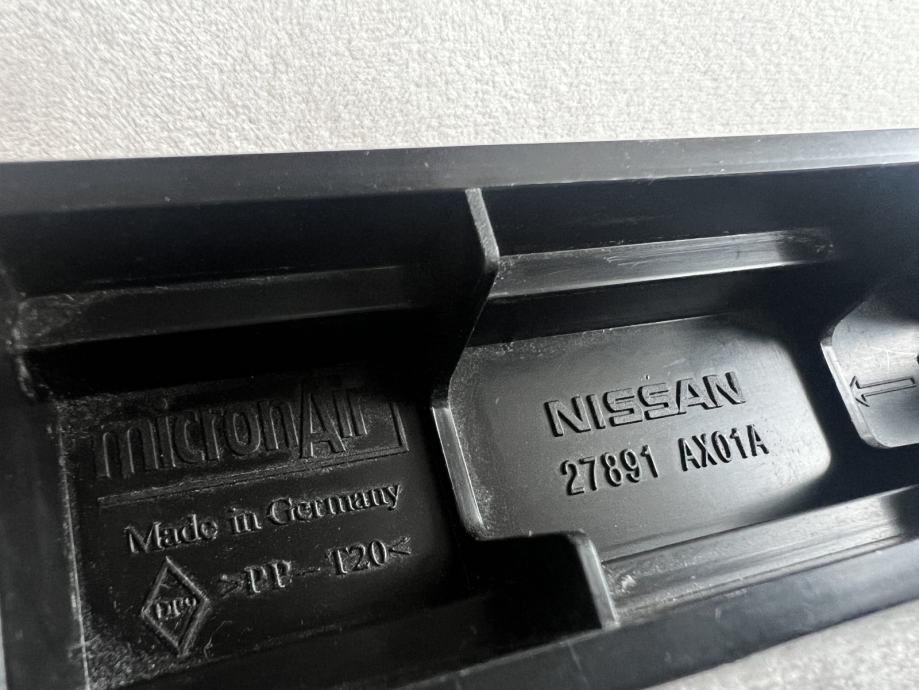 micronAir
Made in Germany
>PP-T20<
NISSAN
27891 AX01A